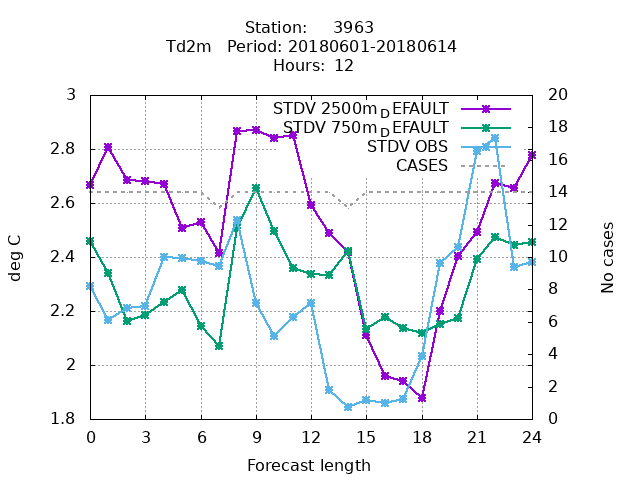 Station: 3963
Td2m Period: 20180601-20180614
Hours: 12
3 20
STDV 2500mDEFAULT
18
STDV 750mDEFAULT
2.8 STDV OBS 16
CASES
2.6 14
12
deg C 2.4 10 No cases
8
2.2 6
4
2
2
1.8 0
0 3 6 9 12 15 18 21 24
Forecast length